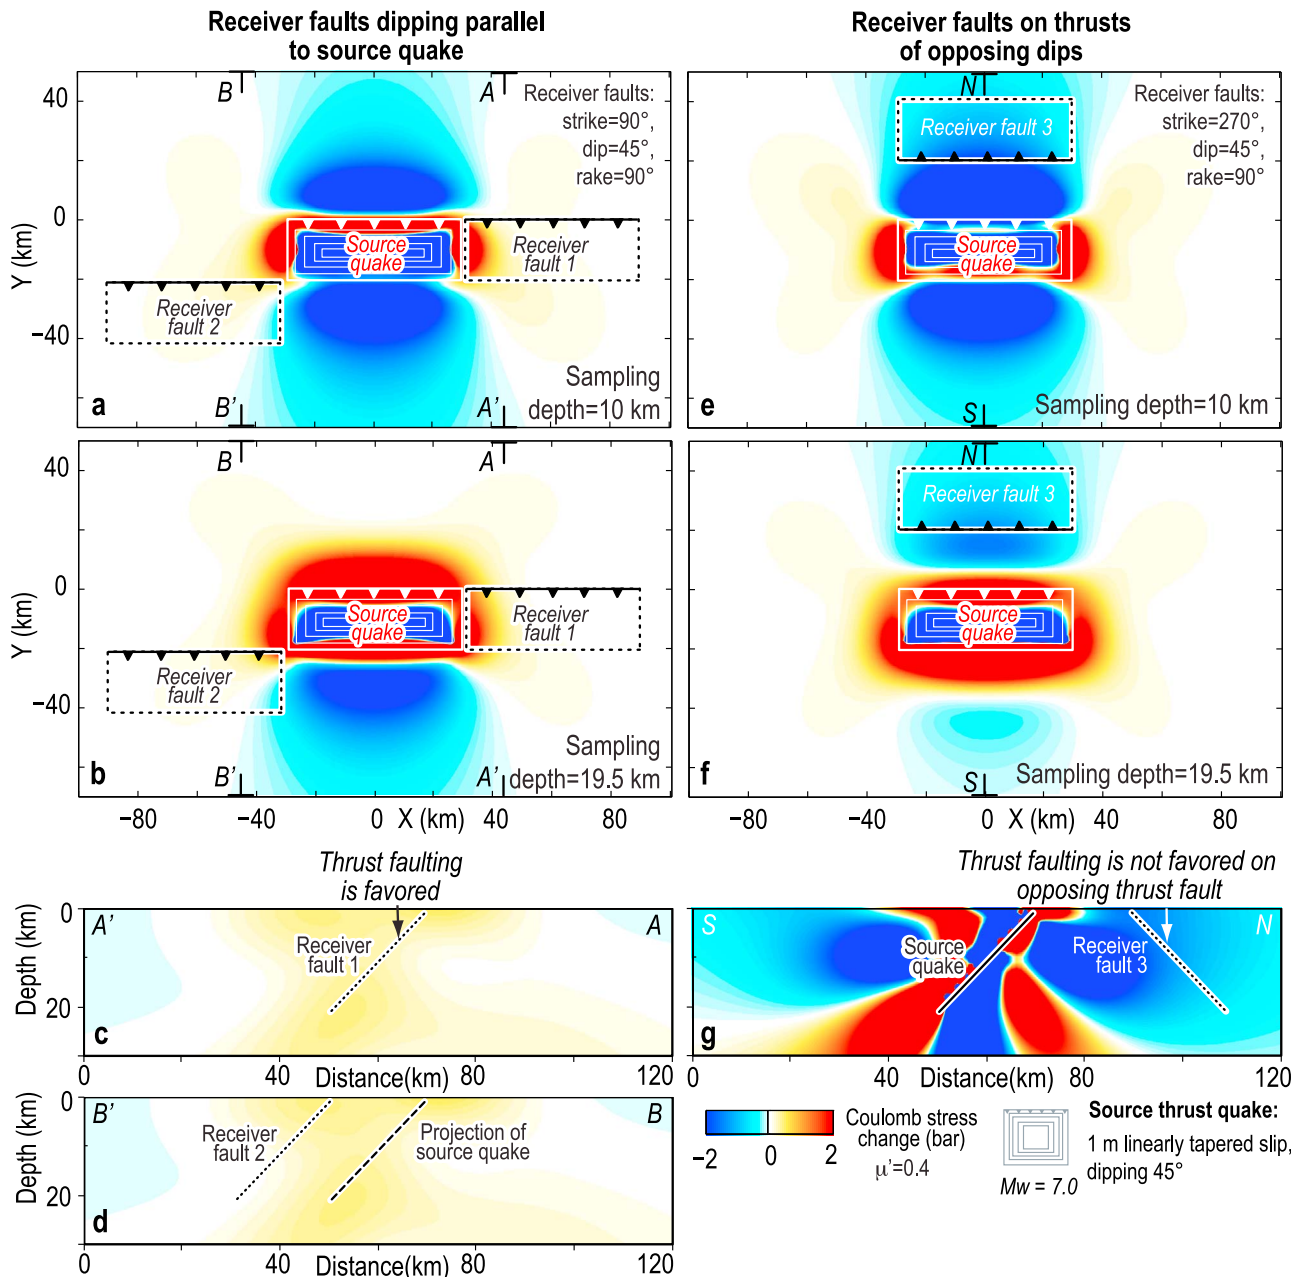 Receiver faults dipping parallel
to source quake
Receiver faults on thrusts
of opposing dips
40
0
−40
Y (km)
B
A
Receiver faults:
strike=90°,
dip=45°,
rake=90°
Source
quake
Receiver
fault 1
Receiver
fault 2
a
B'
A'
Sampling
depth=10 km
N
Receiver fault 3
Receiver faults:
strike=270°,
dip=45°,
rake=90°
Source
quake
e
S
Sampling depth=10 km
40
0
−40
Y (km)
B
A
Source
quake
Receiver
fault 1
Receiver
fault 2
b
B'
A'
Sampling
depth=19.5 km
−80
−40
0
X (km)
40
80
N
Receiver fault 3
Source
quake
f
S
Sampling depth=19.5 km
−80
−40
0
X (km)
40
80
Thrust faulting
is favored
Thrust faulting is not favored on
opposing thrust fault
0
20
Depth (km)
A'
A
Receiver
fault 1
c
0
40
Distance(km)
80
120
S
N
Source
quake
Receiver
fault 3
g
0
40
Distance(km)
80
120
0
20
Depth (km)
B'
B
Receiver
fault 2
Projection of
source quake
d
0
40
Distance(km)
80
120
−2
0
2
Coulomb stress
change (bar)
μ'=0.4
Mw = 7.0
Source thrust quake:
1 m linearly tapered slip,
dipping 45°